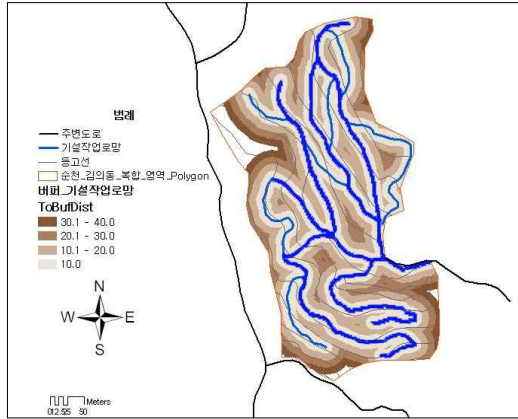 범례
주변도로
기설작업로망
등고선
순천_김의동_복합_영역_Polygon
버퍼_기설작업로망
ToBufDist
30.1 - 40.0
20.1 - 30.0
10.1 - 20.0
10.0
N
W E
S
Meters
012.525 50